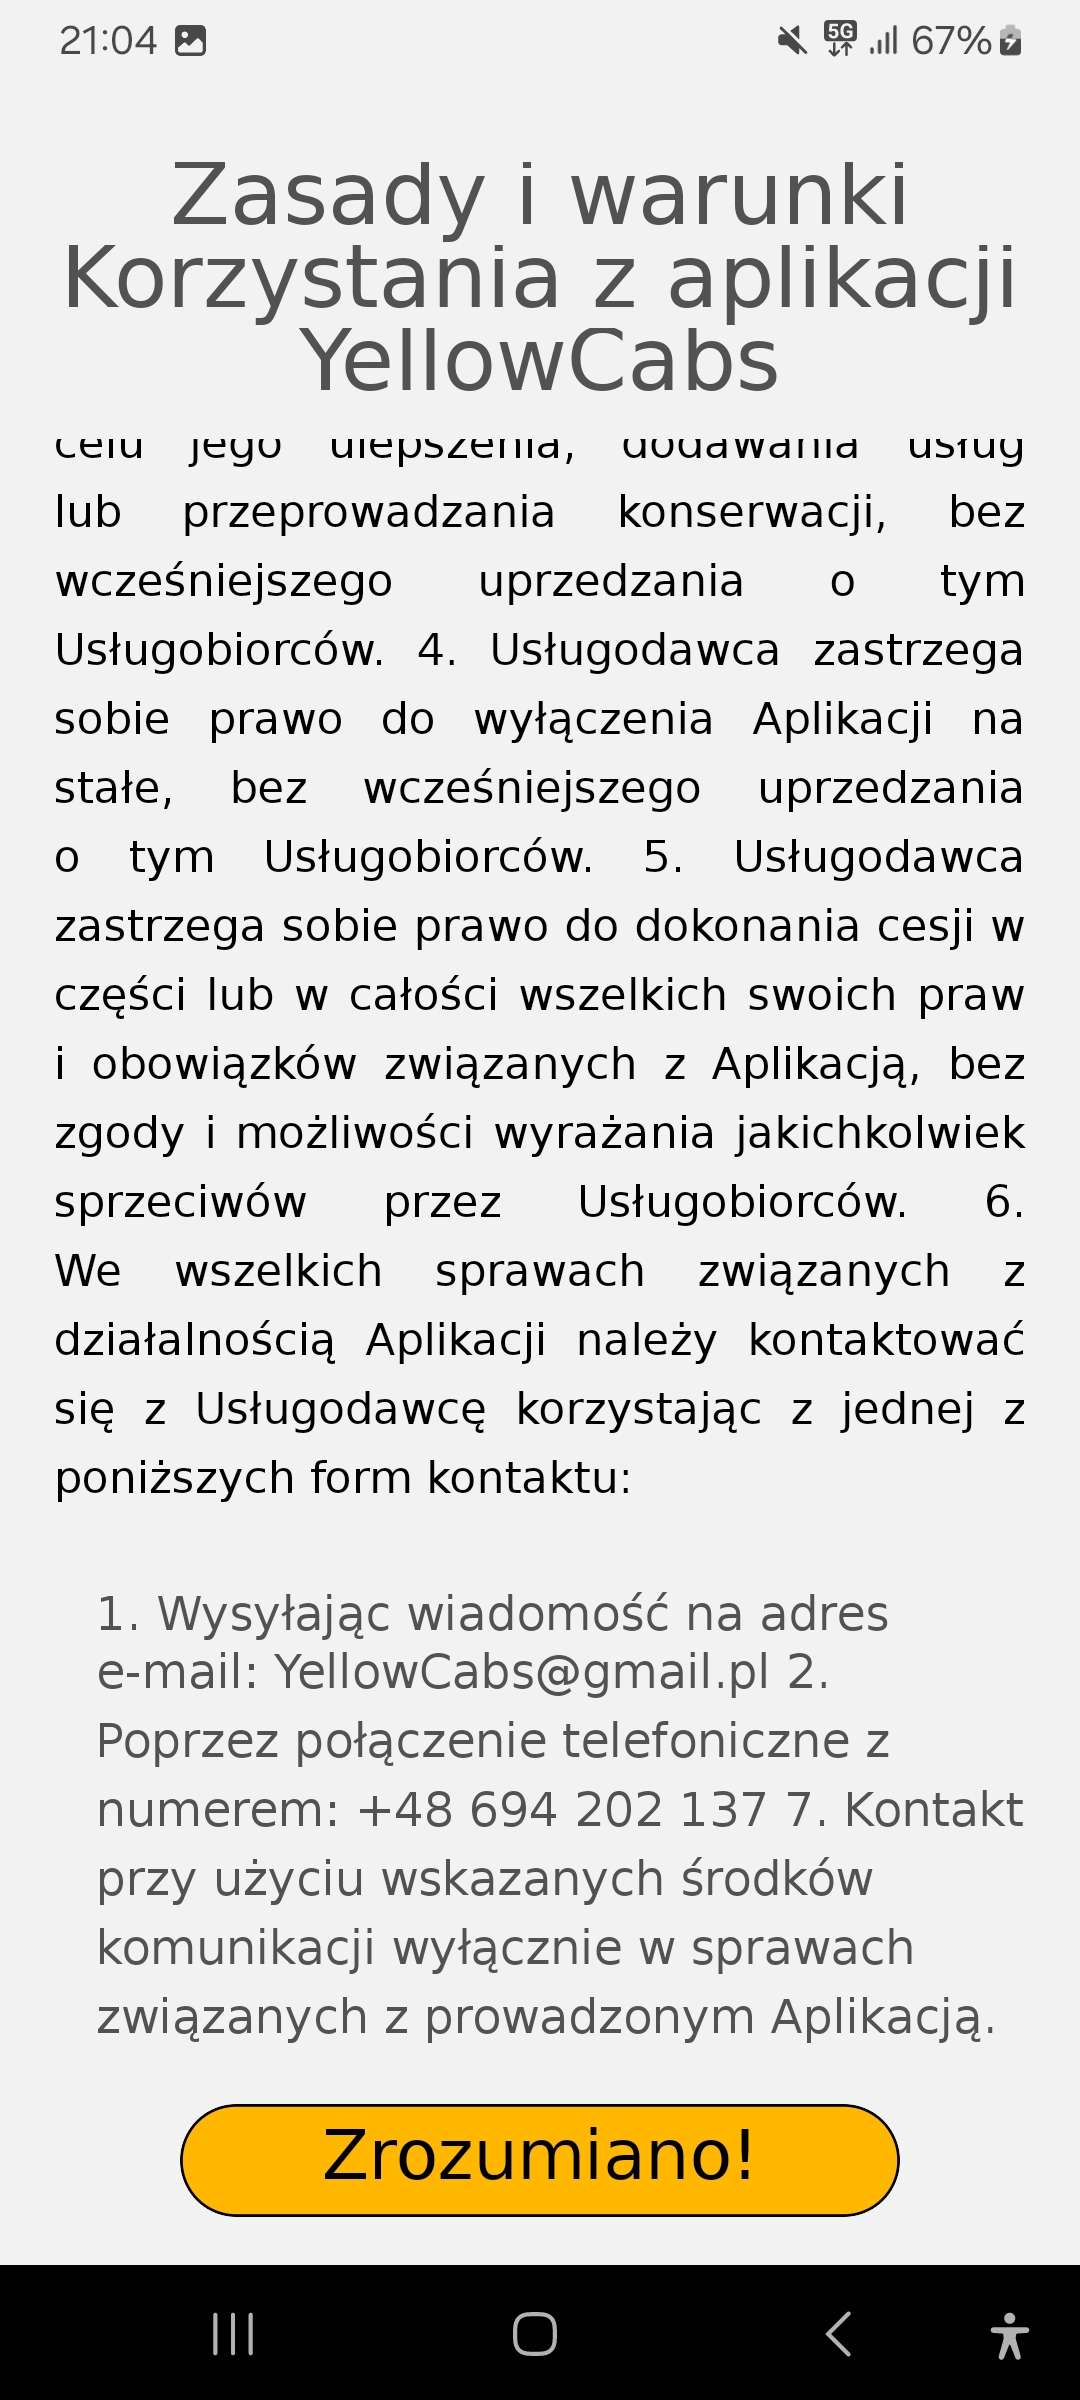 21:04
5G 67%
Zasady i warunki
Korzystania z aplikacji
YellowCabs
celu jego ulepszenia, dodawania usług
lub przeprowadzania konserwacji, bez
wcześniejszego uprzedzania o tym
Usługobiorców. 4. Usługodawca zastrzega
sobie prawo do wyłączenia Aplikacji na
stałe, bez wcześniejszego uprzedzania
o tym Usługobiorców. 5. Usługodawca
zastrzega sobie prawo do dokonania cesji w
części lub w całości wszelkich swoich praw
i obowiązków związanych z Aplikacją, bez
zgody i możliwości wyrażania jakichkolwiek
sprzeciwów przez Usługobiorców. 6.
We wszelkich sprawach związanych z
działalnością Aplikacji należy kontaktować
się z Usługodawcę korzystając z jednej z
poniższych form kontaktu:
1. Wysyłając wiadomość na adres
e-mail: YellowCabs@gmail.pl 2.
Poprzez połączenie telefoniczne z
numerem: +48 694 202 137 7. Kontakt
przy użyciu wskazanych środków
komunikacji wyłącznie w sprawach
związanych z prowadzonym Aplikacją.
Zrozumiano!